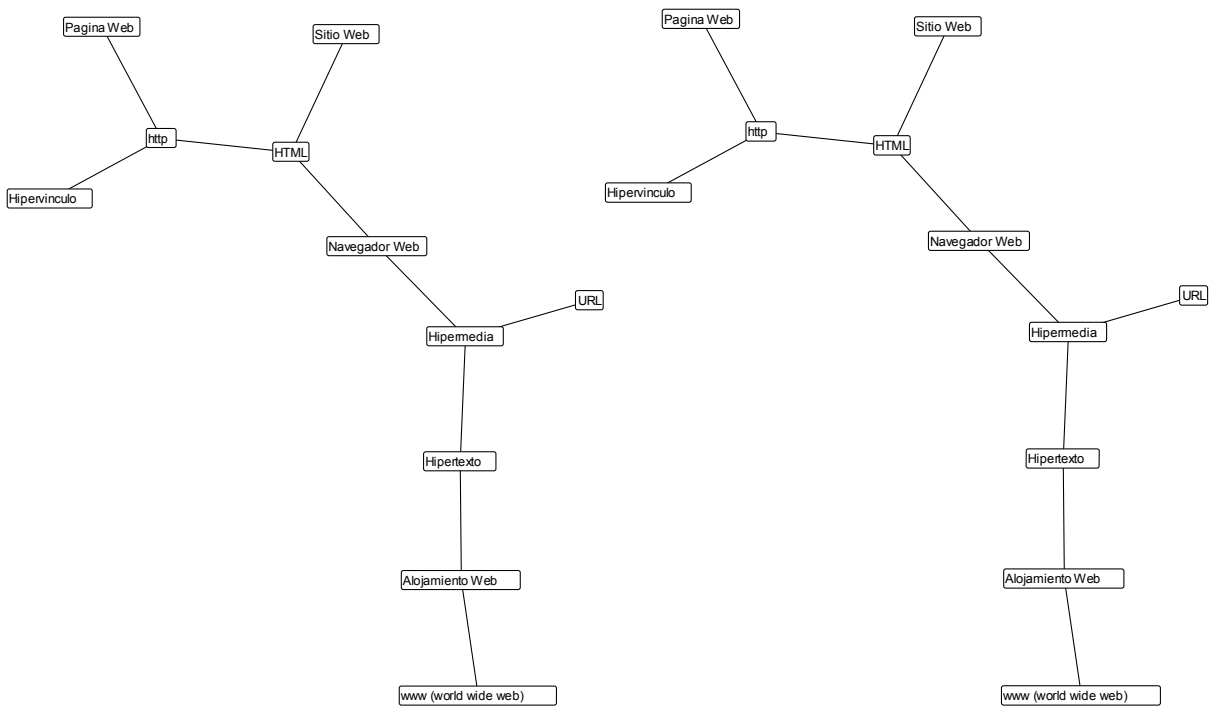 Pagina Web
Sitio Web
http
HTML
Hipervinculo
Navegador Web
URL
Hipermedia
Hipertexto
Alojamiento Web
www (world wide web)
Pagina Web
Sitio Web
http
HTML
Hipervinculo
Navegador Web
URL
Hipermedia
Hipertexto
Alojamiento Web
www (world wide web)